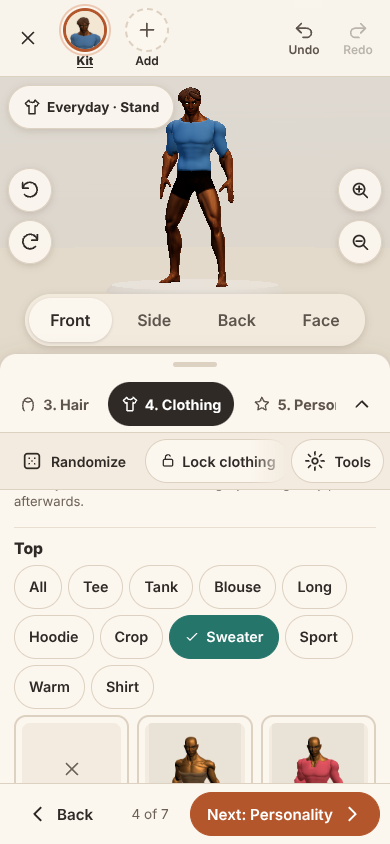 Kit
Add
Undo
Redo
Everyday · Stand
Front
Side
Back
Face
3. Hair
4. Clothing
5. Perso
Randomize
Lock clothing
Tools
afterwards.
Top
All
Tee
Tank
Blouse
Long
Hoodie
Crop
Sweater
Sport
Warm
Shirt
Back
4 of 7
Next: Personality